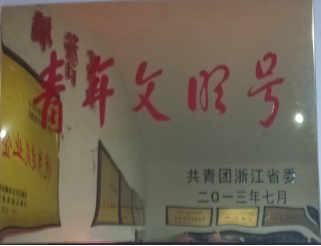 青年文明号
共青团浙江省委
二〇一三年七月